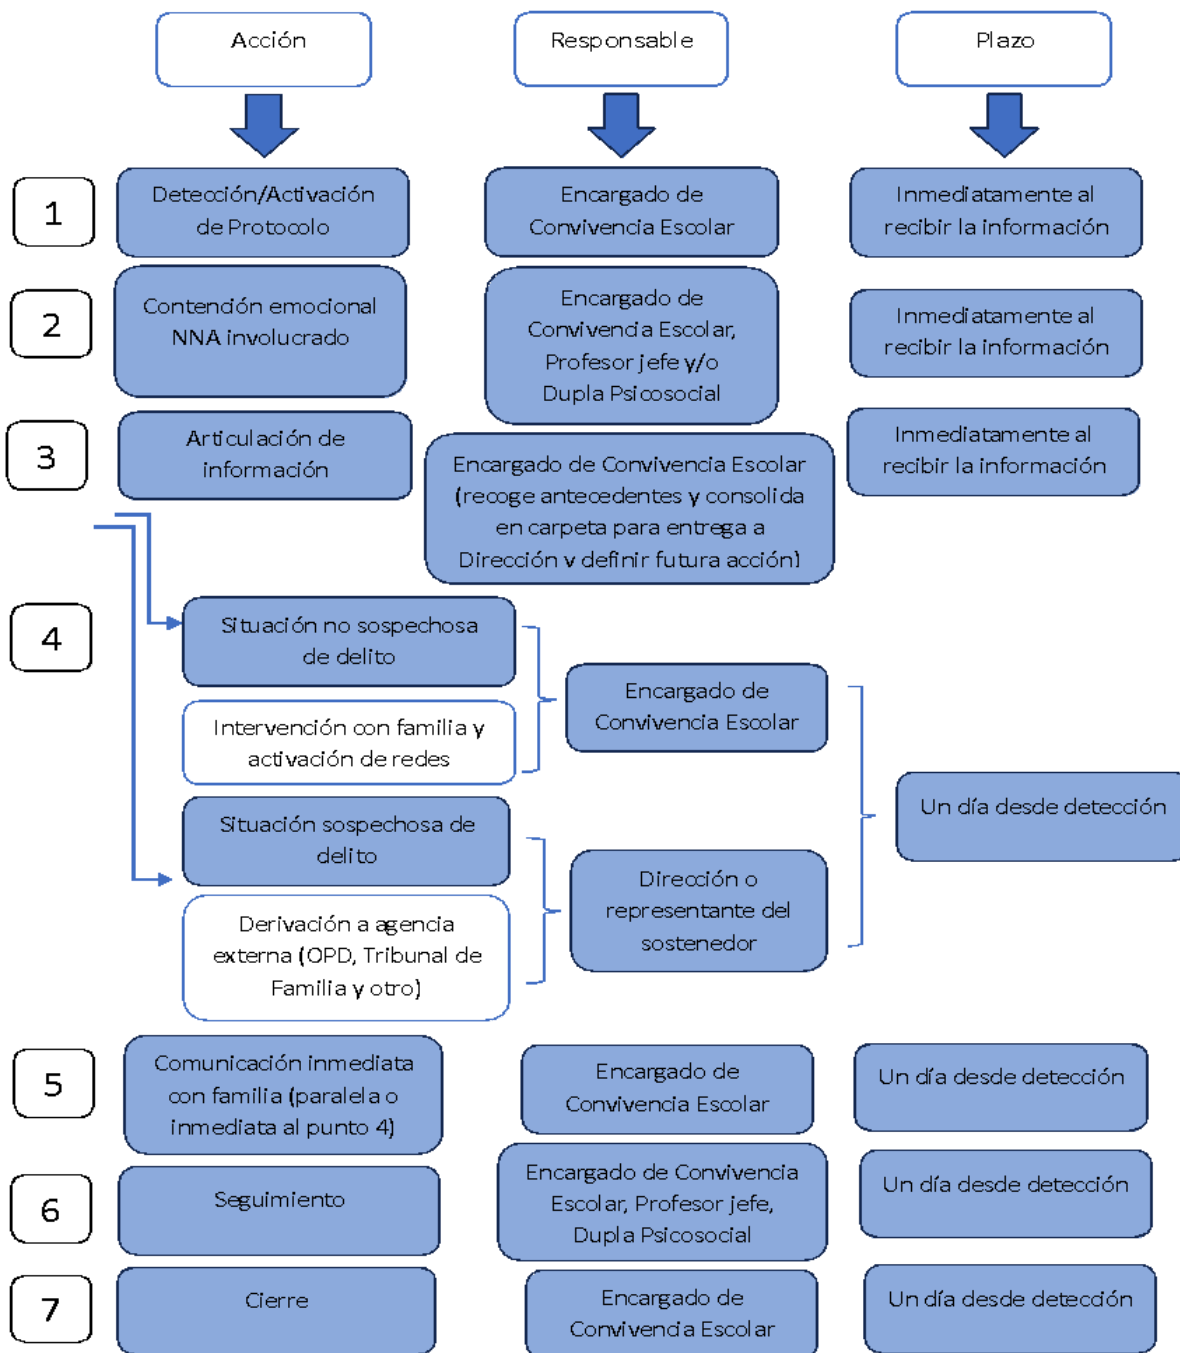 Acción
Responsable
Plazo
1
Detección/Activación
de Protocolo
Encargado de
Convivencia Escolar
Inmediatamente al
recibir la información
2
Contención emocional
NNA involucrado
Encargado de
Convivencia Escolar,
Profesor jefe y/o
Dupla Psicosocial
Inmediatamente al
recibir la información
3
Articulación de
información
Encargado de Convivencia Escolar
(recoge antecedentes y consolida
en carpeta para entrega a
Dirección y definir futura acción)
Inmediatamente al
recibir la información
4
Situación no sospechosa
de delito
Intervención con familia y
activación de redes
Encargado de
Convivencia Escolar
Situación sospechosa de
delito
Derivación a agencia
externa (OPD, Tribunal de
Familia y otro)
Dirección o
representante del
sostenedor
Un día desde detección
5
Comunicación inmediata
con familia (paralela o
inmediata al punto 4)
Encargado de
Convivencia Escolar
Un día desde detección
6
Seguimiento
Encargado de Convivencia
Escolar, Profesor jefe,
Dupla Psicosocial
Un día desde detección
7
Cierre
Encargado de
Convivencia Escolar
Un día desde detección